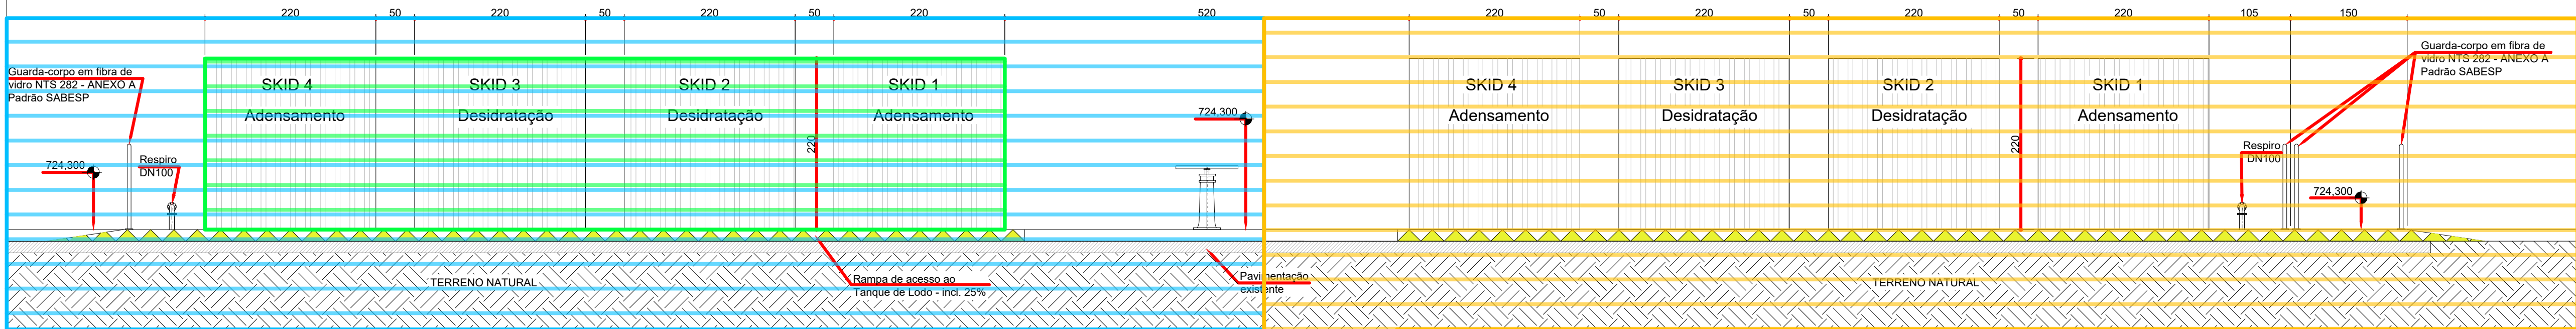 220 50 220 50 220 50 220 520 220 50 220 50 220 50 220 105 150
Guarda-corpo em fibra de
vidro NTS 282 - ANEXO A
Padrão SABESP
724,300
Respiro
DN100
SKID 4
Adensamento
SKID 3
Desidratação
SKID 2
Desidratação
220
SKID 1
Adensamento
724,300
TERRENO NATURAL
Rampa de acesso ao
Tanque de Lodo - incl. 25%
Pavimentação
existente
SKID 4
Adensamento
SKID 3
Desidratação
SKID 2
Desidratação
220
SKID 1
Adensamento
Respiro
DN100
724,300
Guarda-corpo em fibra de
vidro NTS 282 - ANEXO A
Padrão SABESP
TERRENO NATURAL